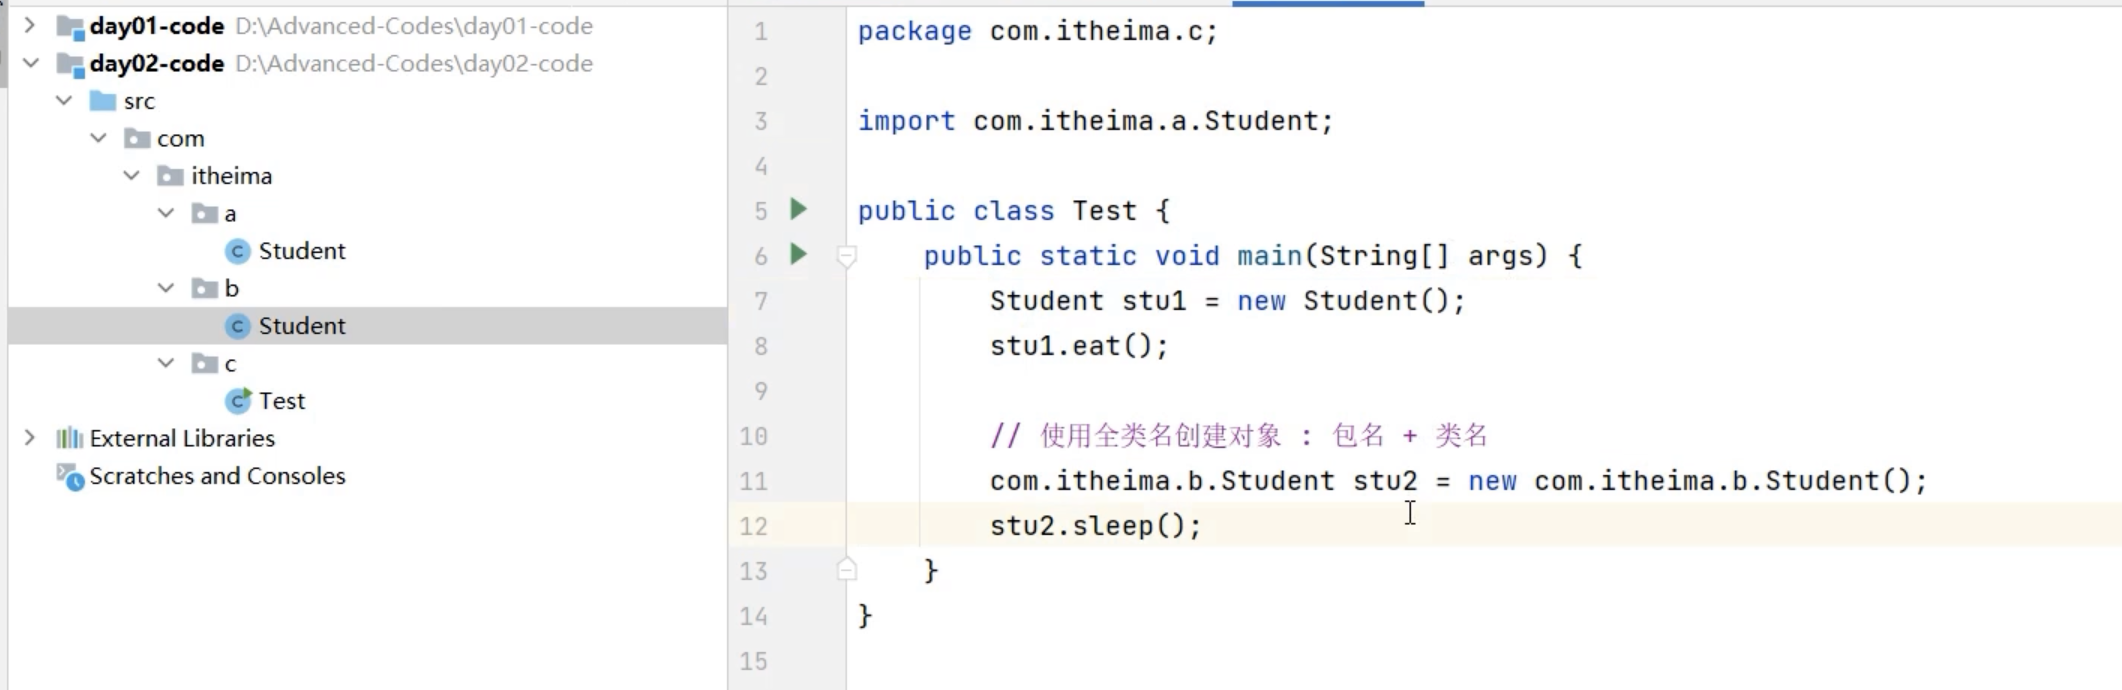 day01-code D:\Advanced-Codes\day01-code
day02-code D:\Advanced-Codes\day02-code
src
com
itheima
a
Student
b
Student
c
Test
External Libraries
Scratches and Consoles
1 package com.itheima.c;
2
3 import com.itheima.a.Student;
4
5 public class Test {
6 public static void main(String[] args) {
7 Student stu1 = new Student();
8 stu1.eat();
9
10 // 使用全类名创建对象 : 包名 + 类名
11 com.itheima.b.Student stu2 = new com.itheima.b.Student();
12 stu2.sleep();
13 }
14 }
15